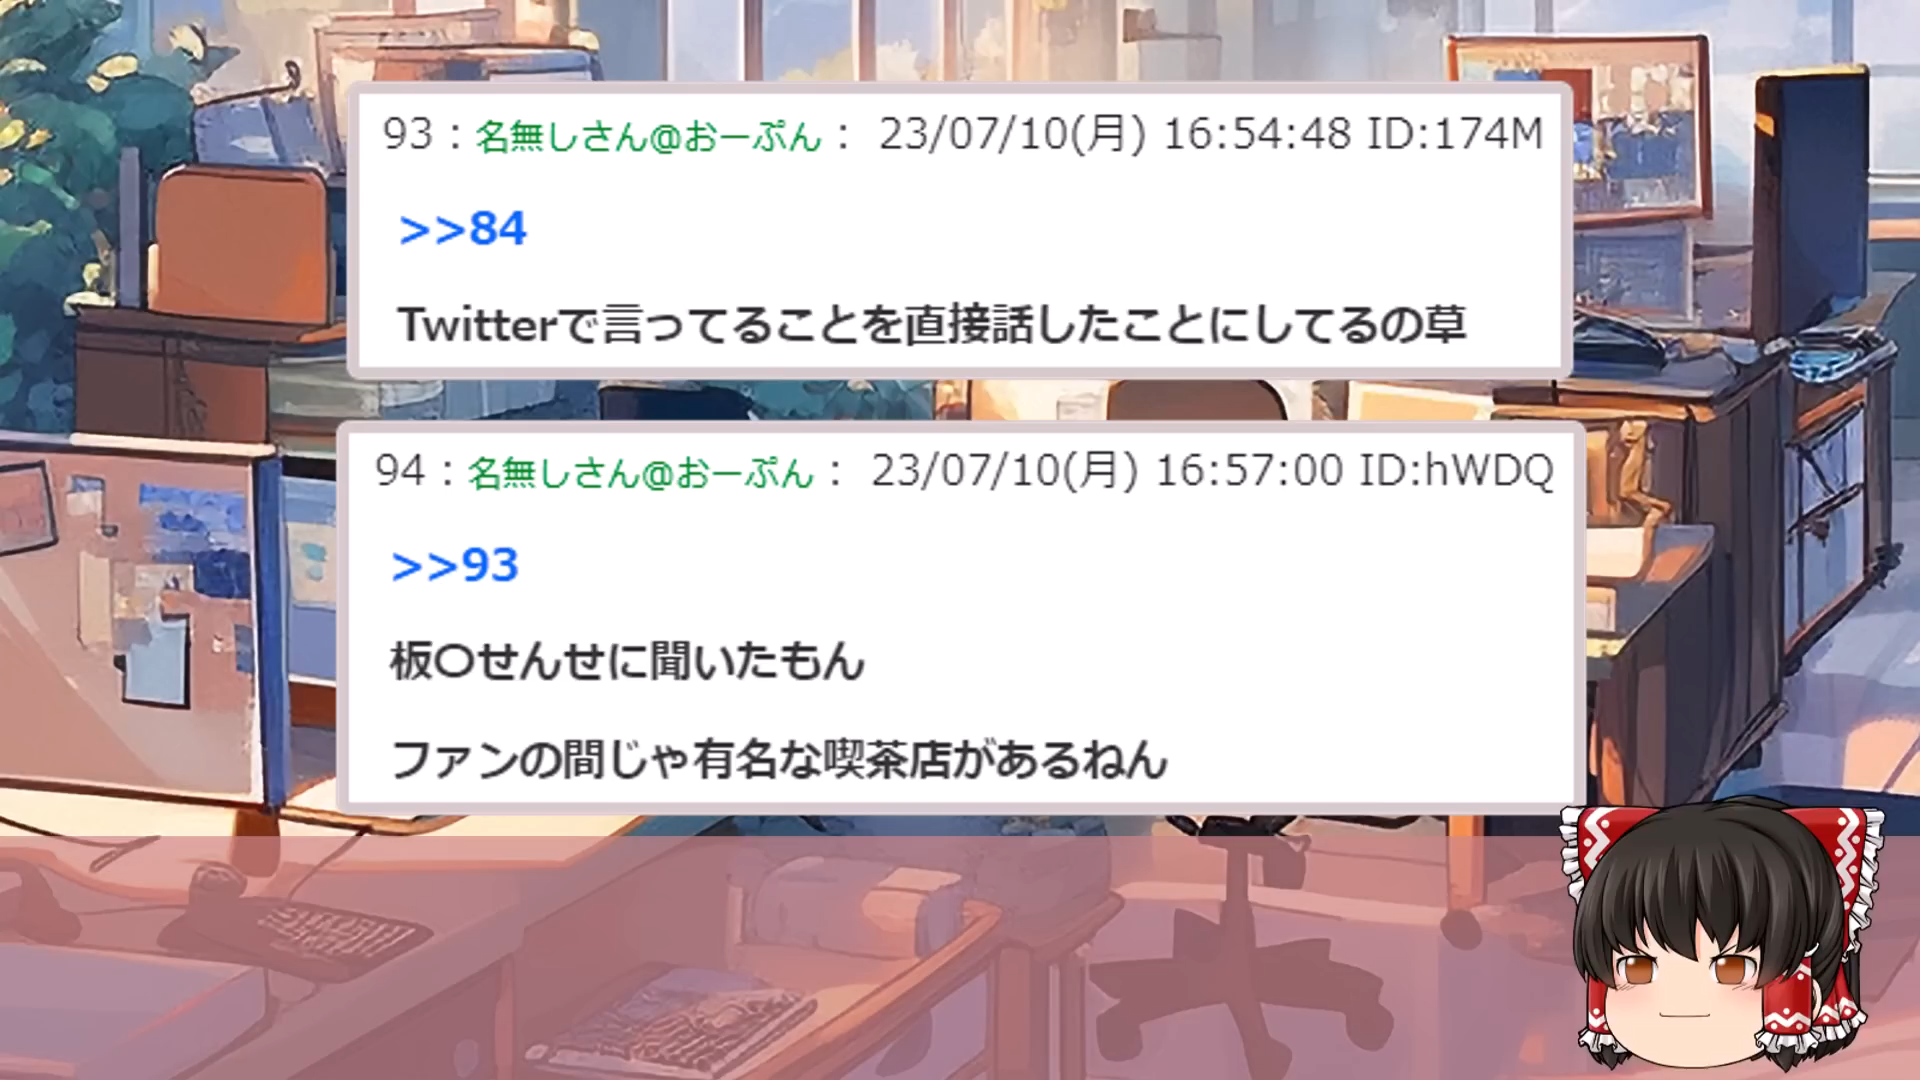 93：名無しさん@おーぷん： 23/07/10(月) 16:54:48 ID:174M
>>84
Twitterで言ってることを直接話したことにしてるの草
94：名無しさん@おーぷん： 23/07/10(月) 16:57:00 ID:hWDQ
>>93
板〇せんせに聞いたもん
ファンの間じゃ有名な喫茶店があるねん